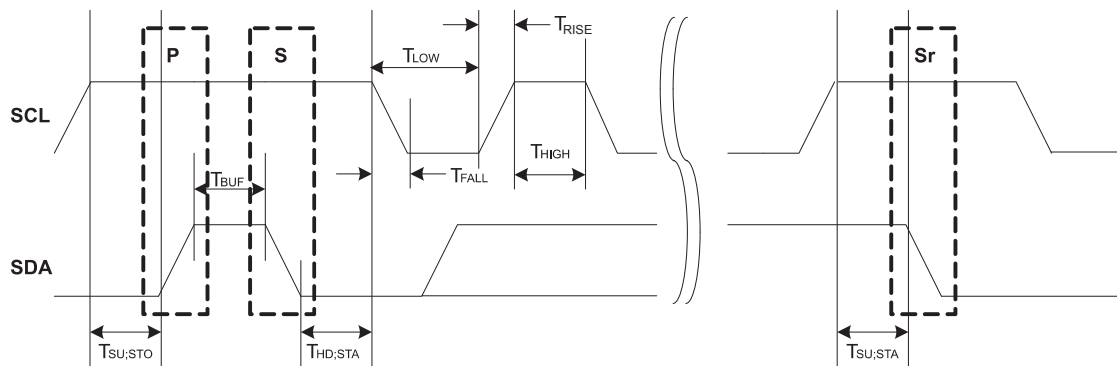 TRISE
P
S
TLOW
Sr
SCL
THIGH
TBUF
TFALL
SDA
TSU;STO
THD;STA
TSU;STA